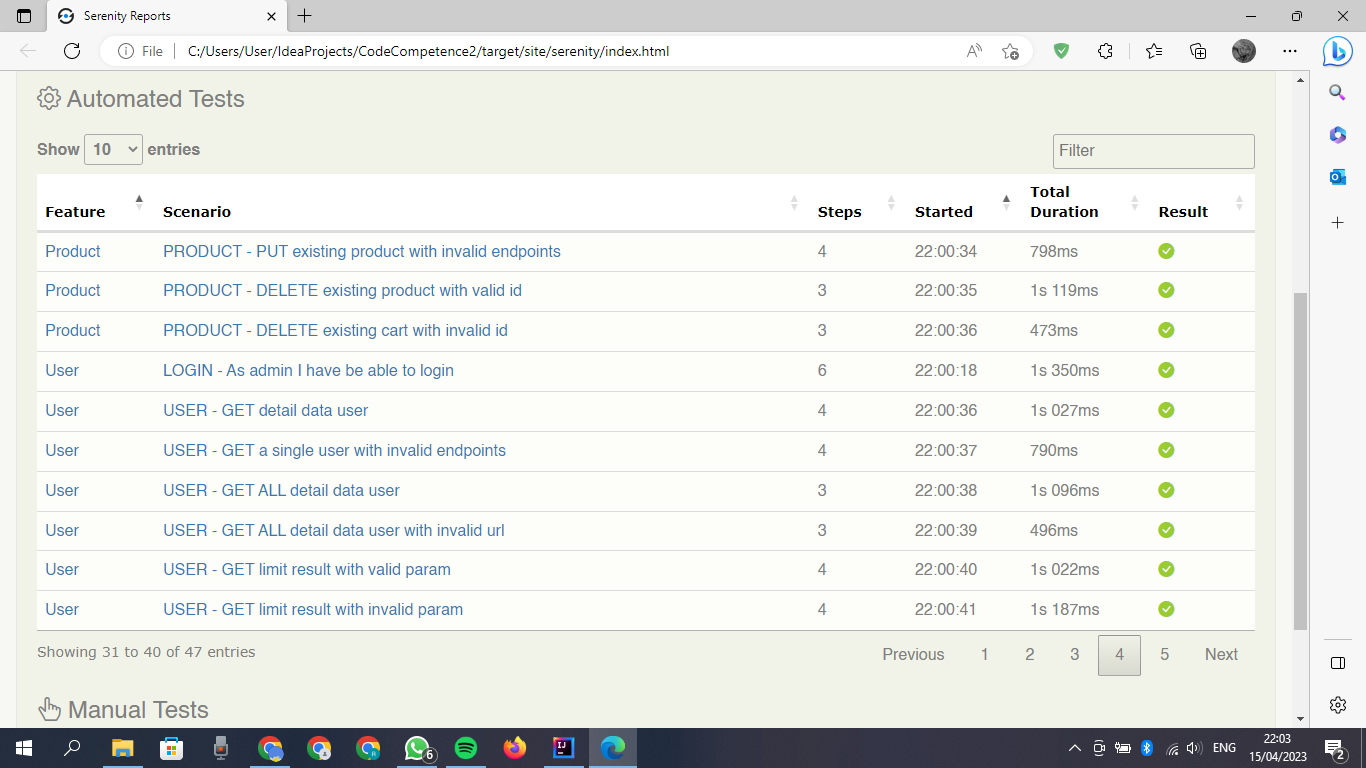 Serenity Reports
File
C:/Users/User/IdeaProjects/CodeCompetence2/target/site/serenity/index.html
Automated Tests
Show 10 entries
Filter
Feature Scenario Steps Started Total Duration Result
Product PRODUCT - PUT existing product with invalid endpoints 4 22:00:34 798ms
Product PRODUCT - DELETE existing product with valid id 3 22:00:35 1s 119ms
Product PRODUCT - DELETE existing cart with invalid id 3 22:00:36 473ms
User LOGIN - As admin I have be able to login 6 22:00:18 1s 350ms
User USER - GET detail data user 4 22:00:36 1s 027ms
User USER - GET a single user with invalid endpoints 4 22:00:37 790ms
User USER - GET ALL detail data user 3 22:00:38 1s 096ms
User USER - GET ALL detail data user with invalid url 3 22:00:39 496ms
User USER - GET limit result with valid param 4 22:00:40 1s 022ms
User USER - GET limit result with invalid param 4 22:00:41 1s 187ms
Showing 31 to 40 of 47 entries
Previous 1 2 3 4 5 Next
Manual Tests
6
ENG
22:03
15/04/2023
2